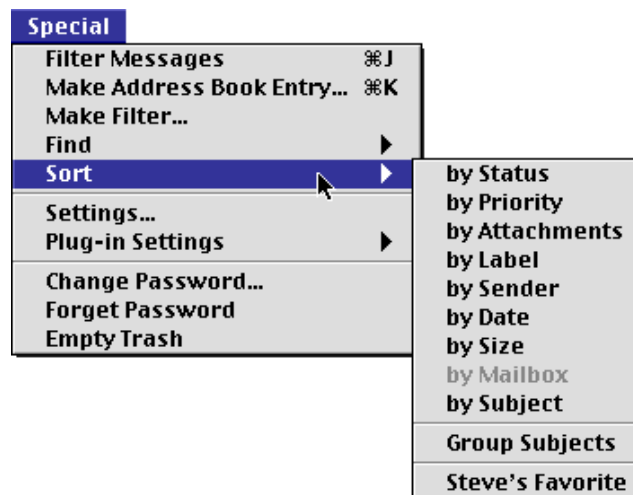 Special
Filter Messages ⌘J
Make Address Book Entry... ⌘K
Make Filter...
Find
Sort
Settings...
Plug-in Settings
Change Password...
Forget Password
Empty Trash
by Status
by Priority
by Attachments
by Label
by Sender
by Date
by Size
by Mailbox
by Subject
Group Subjects
Steve's Favorite